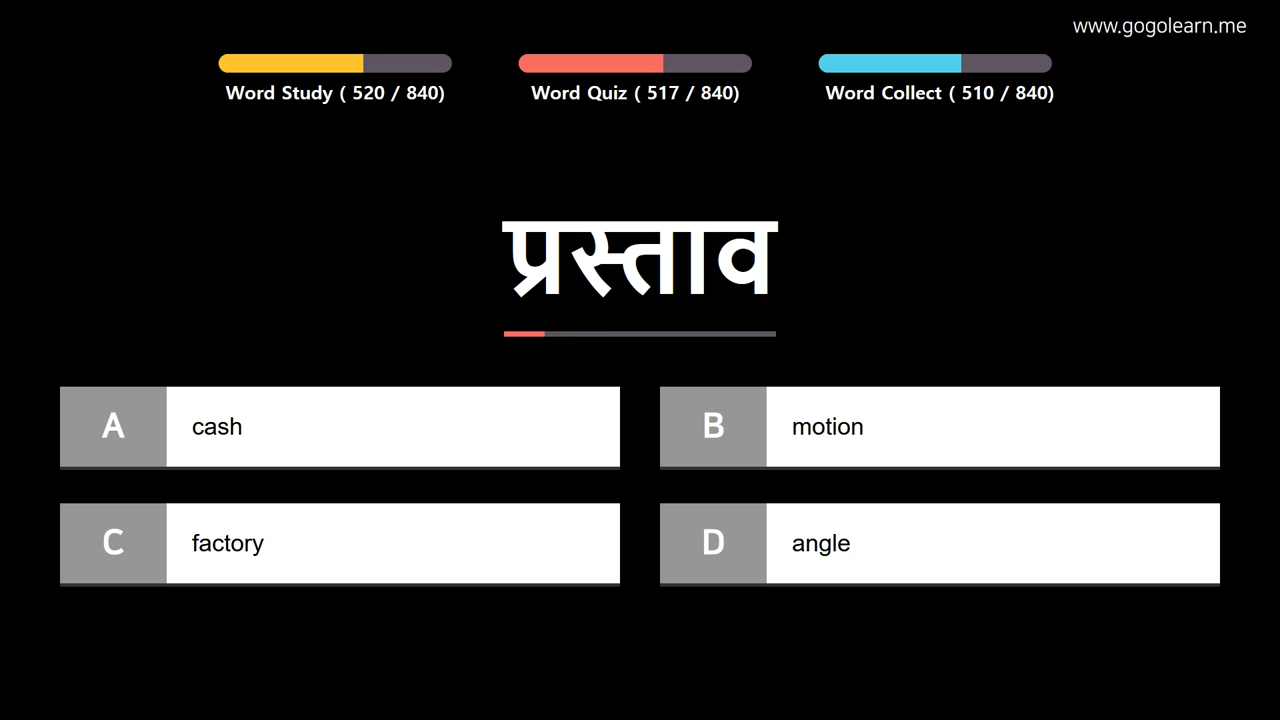 www.gogolearn.me
Word Study ( 520 / 840) Word Quiz ( 517 / 840) Word Collect ( 510 / 840)
प्रस्ताव
A cash B motion
C factory D angle